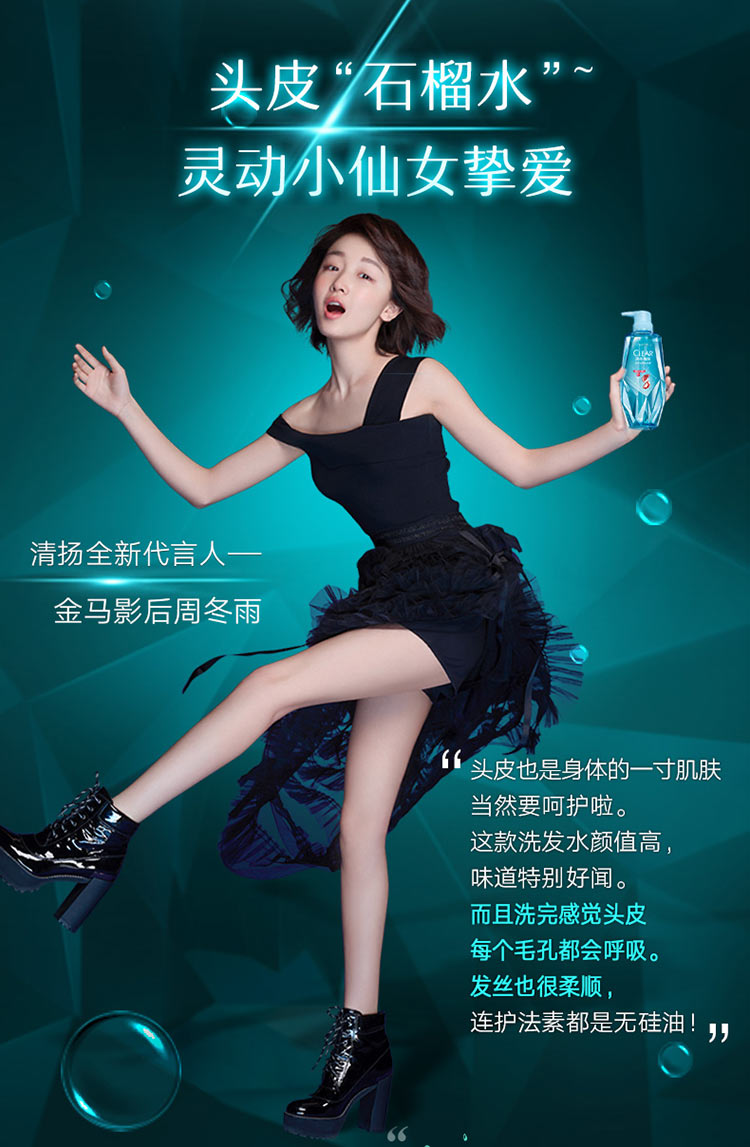 头皮“石榴水”~
灵动小仙女挚爱
CLEAR
清扬全新代言人—
金马影后周冬雨
“头皮也是身体的一寸肌肤
当然要呵护啦。
这款洗发水颜值高，
味道特别好闻。
而且洗完感觉头皮
每个毛孔都会呼吸。
发丝也很柔顺，
连护法素都是无硅油！”
“